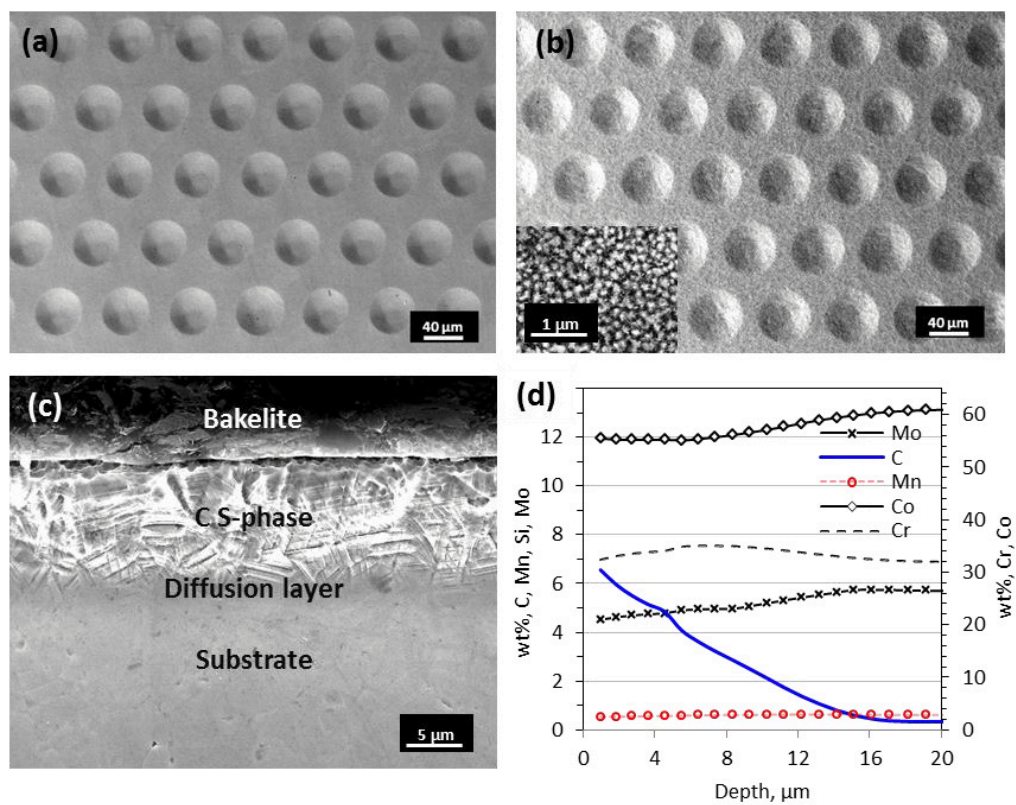 (a)
40 μm
(b)
1 μm
40 μm
(c)
Bakelite
C S-phase
Diffusion layer
Substrate
5 μm
(d)
12
10
8
6
4
2
0
wt%, C, Mn, Si, Mo
60
50
40
30
20
10
0
wt%, Cr, Co
Mo
C
Mn
Co
Cr
0 4 8 12 16 20
Depth, μm